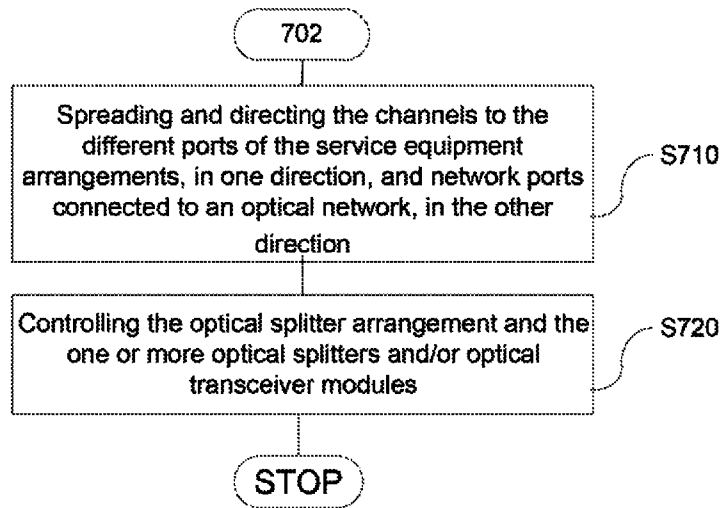 702
Spreading and directing the channels to the
different ports of the service equipment
arrangements, in one direction, and network ports
connected to an optical network, in the other
direction
S710
Controlling the optical splitter arrangement and the
one or more optical splitters and/or optical
transceiver modules
S720
STOP